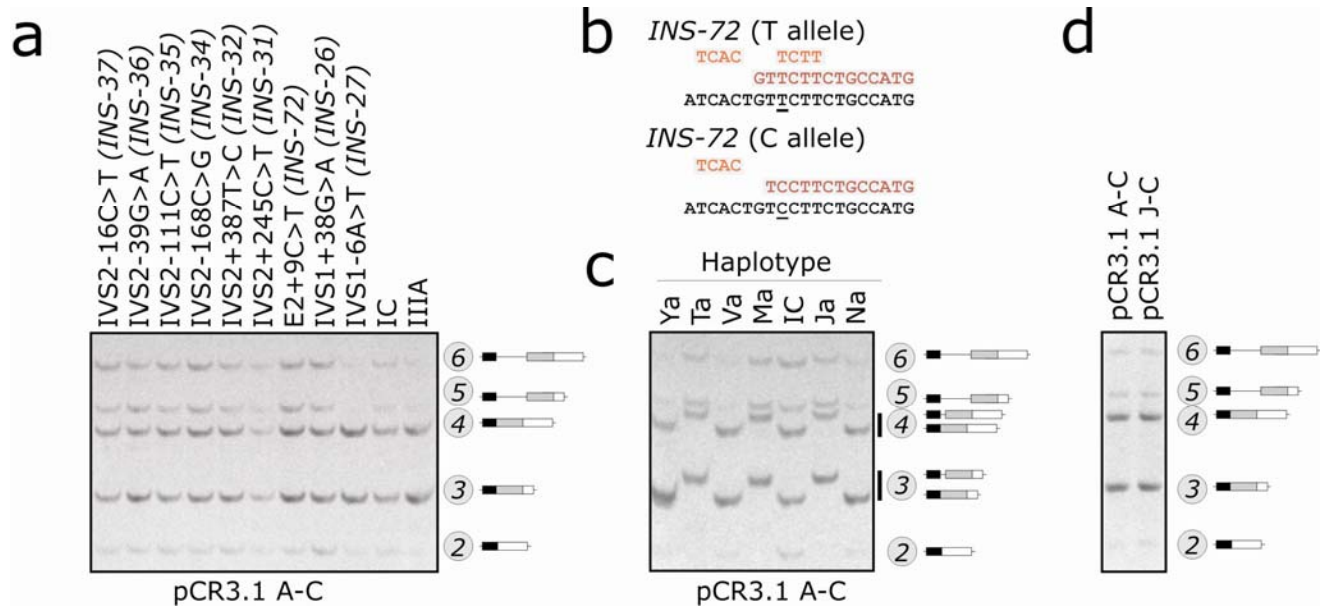 a
IVS2-16C>T (INS-37)
IVS2-39G>A (INS-36)
IVS2-111C>T (INS-35)
IVS2-168C>G (INS-34)
IVS2+387T>C (INS-32)
IVS2+245C>T (INS-31)
E2+9C>T (INS-72)
IVS1+38G>A (INS-26)
IVS1-6A>T (INS-27)
IC
IIIA
6
5
4
3
2
pCR3.1 A-C
b
INS-72 (T allele)
TCAC TCTT
GTTCTTCTGCCATG
ATCACTGTTCTTCTGCCATG
INS-72 (C allele)
TCAC
TCCTTCTGCCATG
ATCACTGTCCTTCTGCCATG
c
Haplotype
Ya
Ta
Va
Ma
IC
Ja
Na
6
5
4
3
2
pCR3.1 A-C
d
pCR3.1 A-C
pCR3.1 J-C
6
5
4
3
2